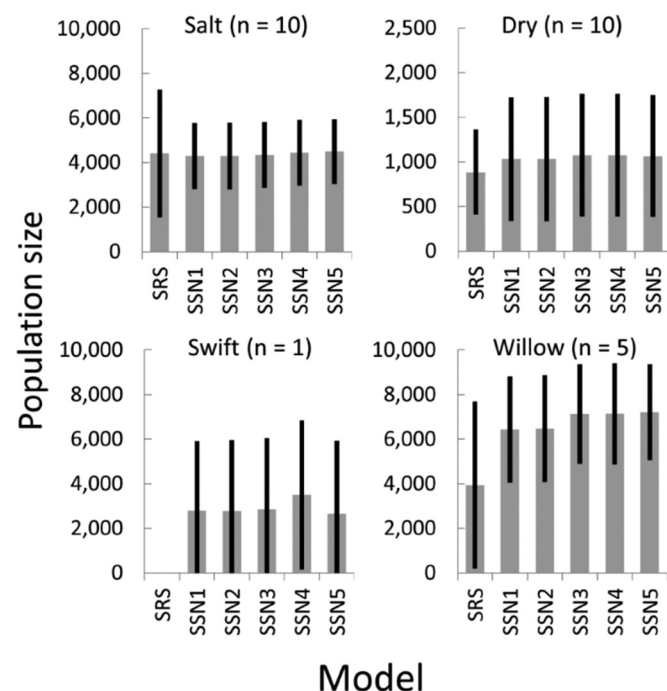 Population size
Salt (n = 10)
10,000
8,000
6,000
4,000
2,000
0
SRS
SSN1
SSN2
SSN3
SSN4
SSN5
Dry (n = 10)
2,500
2,000
1,500
1,000
500
0
SRS
SSN1
SSN2
SSN3
SSN4
SSN5
Swift (n = 1)
10,000
8,000
6,000
4,000
2,000
0
SRS
SSN1
SSN2
SSN3
SSN4
SSN5
Willow (n = 5)
10,000
8,000
6,000
4,000
2,000
0
SRS
SSN1
SSN2
SSN3
SSN4
SSN5
Model